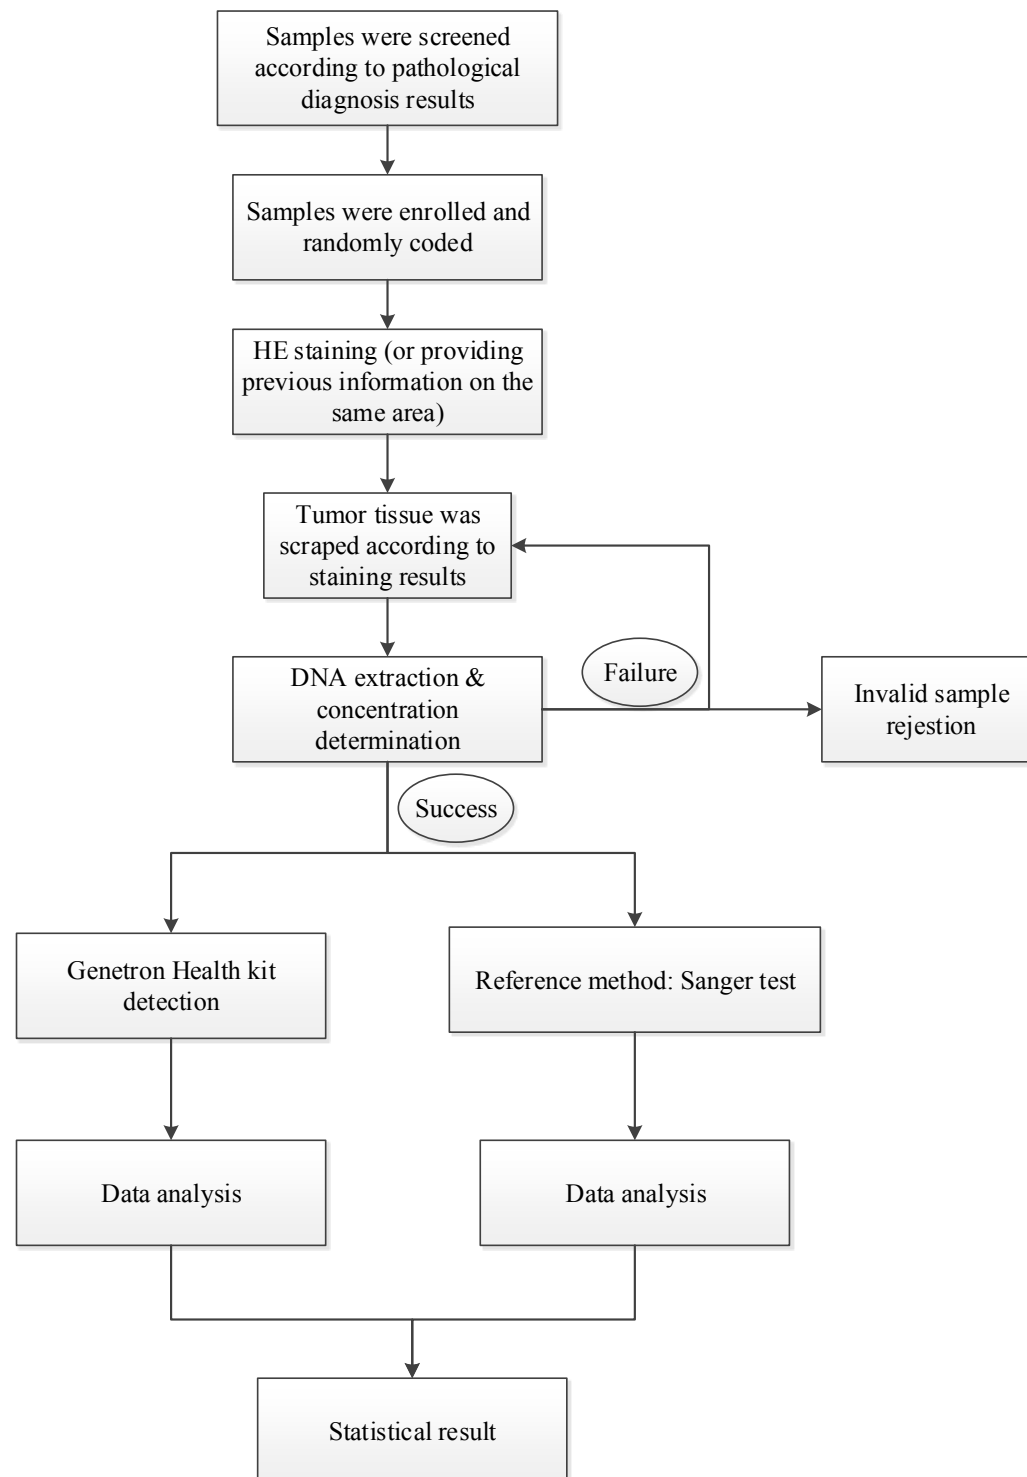 Samples were screened
according to pathological
diagnosis results
Samples were enrolled and
randomly coded
HE staining (or providing
previous information on the
same area)
Tumor tissue was
scraped according to
staining results
DNA extraction &
concentration
determination
Failure
Invalid sample
rejestion
Success
Genetron Health kit
detection
Reference method: Sanger test
Data analysis
Data analysis
Statistical result